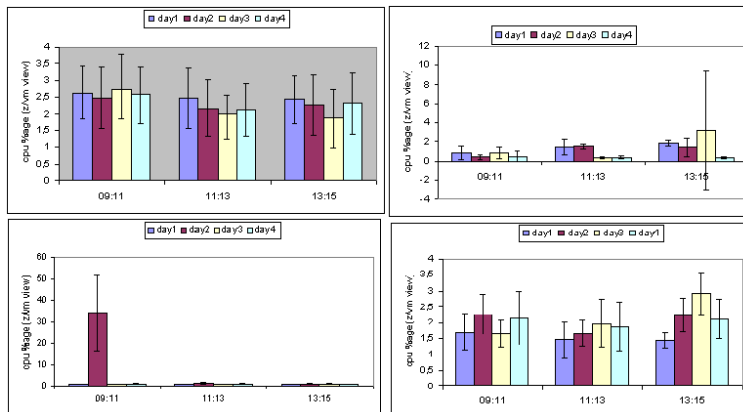 day1 day2 day3 day4
cpu %sage (z/vm view)
4
3,5
3
2,5
2
1,5
1
0,5
0
09:11 11:13 13:15
day1 day2 day3 day4
cpu %sage (z/vm view)
12
10
8
6
4
2
0
-2
-4
09:11 11:13 13:15
day1 day2 day3 day4
cpu %sage (z/vm view)
60
50
40
30
20
10
0
09:11 11:13 13:15
day1 day2 day3 day1
cpu %sage (z/vm view)
4
3,5
3
2,5
2
1,5
1
0,5
0
09:11 11:13 13:15